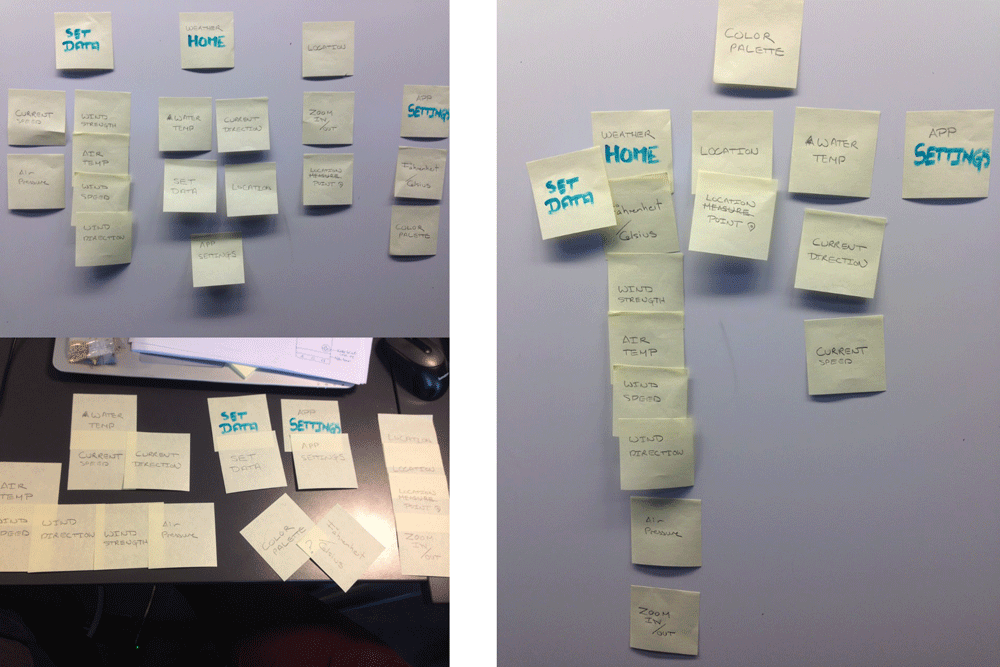 SET
DATA
WEATHER
HOME
LOCATION
CURRENT
SPEED
WIND
STRENGTH
AIR
TEMP
WIND
SPEED
WIND
DIRECTION
Air
Pressure
WATER
TEMP
CURRENT
DIRECTION
SET
DATA
LOCATION
APP
SETTINGS
ZOOM
IN
/OUT
LOCATION
MEASURE
POINT
APP
SETTINGS
Fahrenheit
/Celsius
COLOR
PALETTE
WATER
TEMP
CURRENT
SPEED
CURRENT
DIRECTION
AIR
TEMP
WIND
SPEED
WIND
DIRECTION
WIND
STRENGTH
Air
Pressure
SET
DATA
SET
DATA
APP
SETTINGS
APP
SETTINGS
COLOR
PALETTE
?
Fahrenheit
/Celsius
LOCATION
LOCATION
LOCATION
MEASURE
POINT
ZOOM
IN
/OUT
COLOR
PALETTE
WEATHER
HOME
SET
DATA
Fahrenheit
/Celsius
WIND
STRENGTH
AIR
TEMP
WIND
SPEED
WIND
DIRECTION
Air
Pressure
ZOOM
IN
/OUT
LOCATION
LOCATION
MEASURE
POINT
WATER
TEMP
CURRENT
DIRECTION
CURRENT
SPEED
APP
SETTINGS